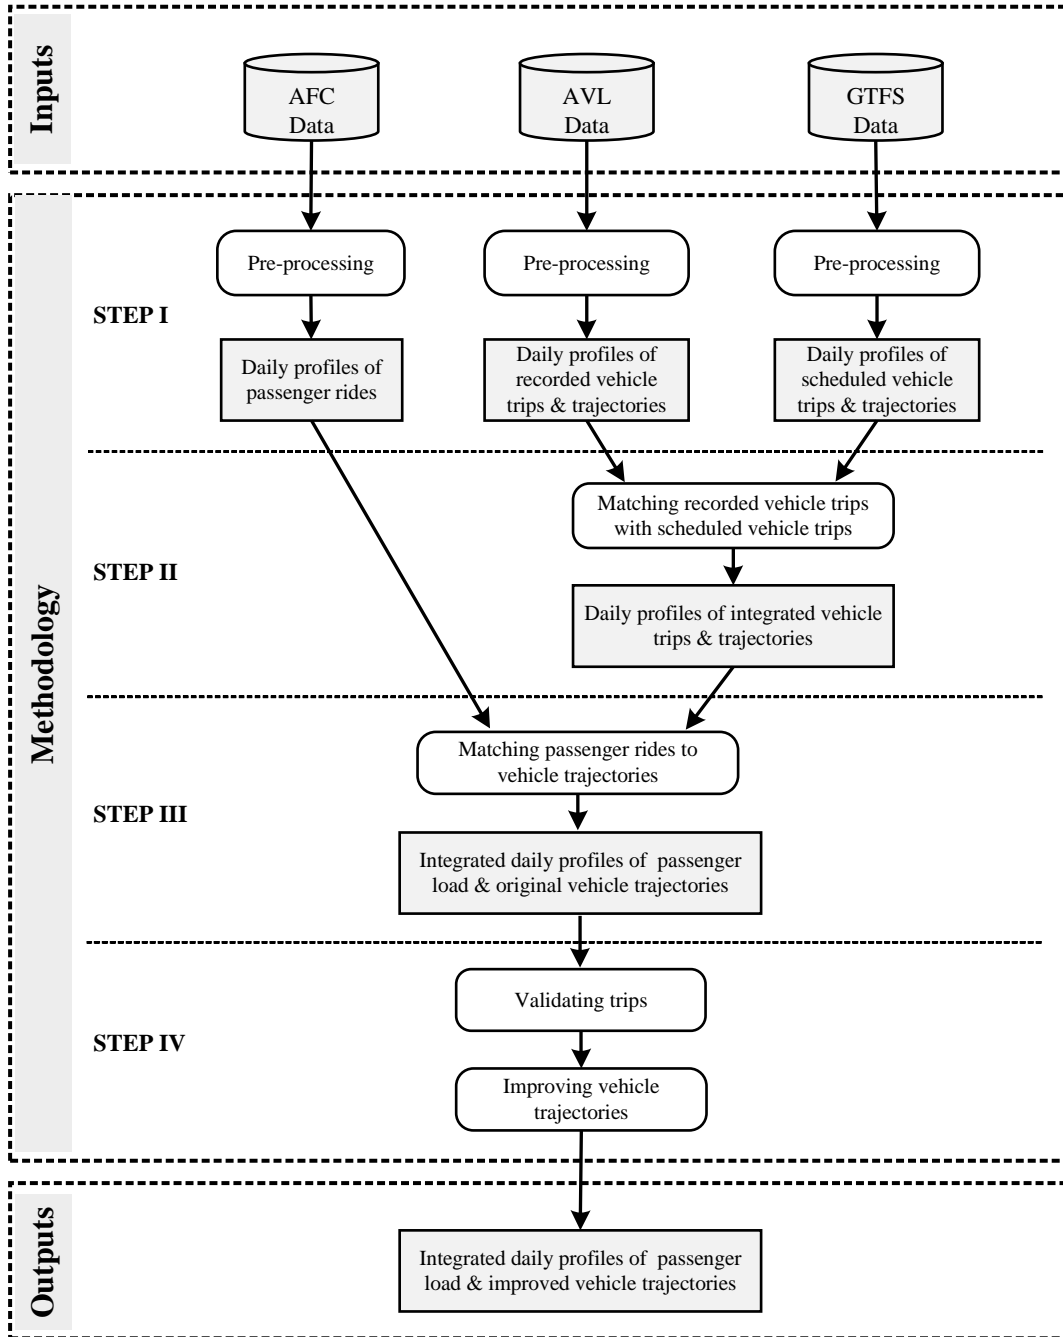 Inputs
AFC
Data
AVL
Data
GTFS
Data
Methodology
STEP I
Pre-processing
Pre-processing
Pre-processing
Daily profiles of
passenger rides
Daily profiles of
recorded vehicle
trips & trajectories
Daily profiles of
scheduled vehicle
trips & trajectories
STEP II
Matching recorded vehicle trips
with scheduled vehicle trips
Daily profiles of integrated vehicle
trips & trajectories
STEP III
Matching passenger rides to
vehicle trajectories
Integrated daily profiles of passenger
load & original vehicle trajectories
STEP IV
Validating trips
Improving vehicle
trajectories
Outputs
Integrated daily profiles of passenger
load & improved vehicle trajectories